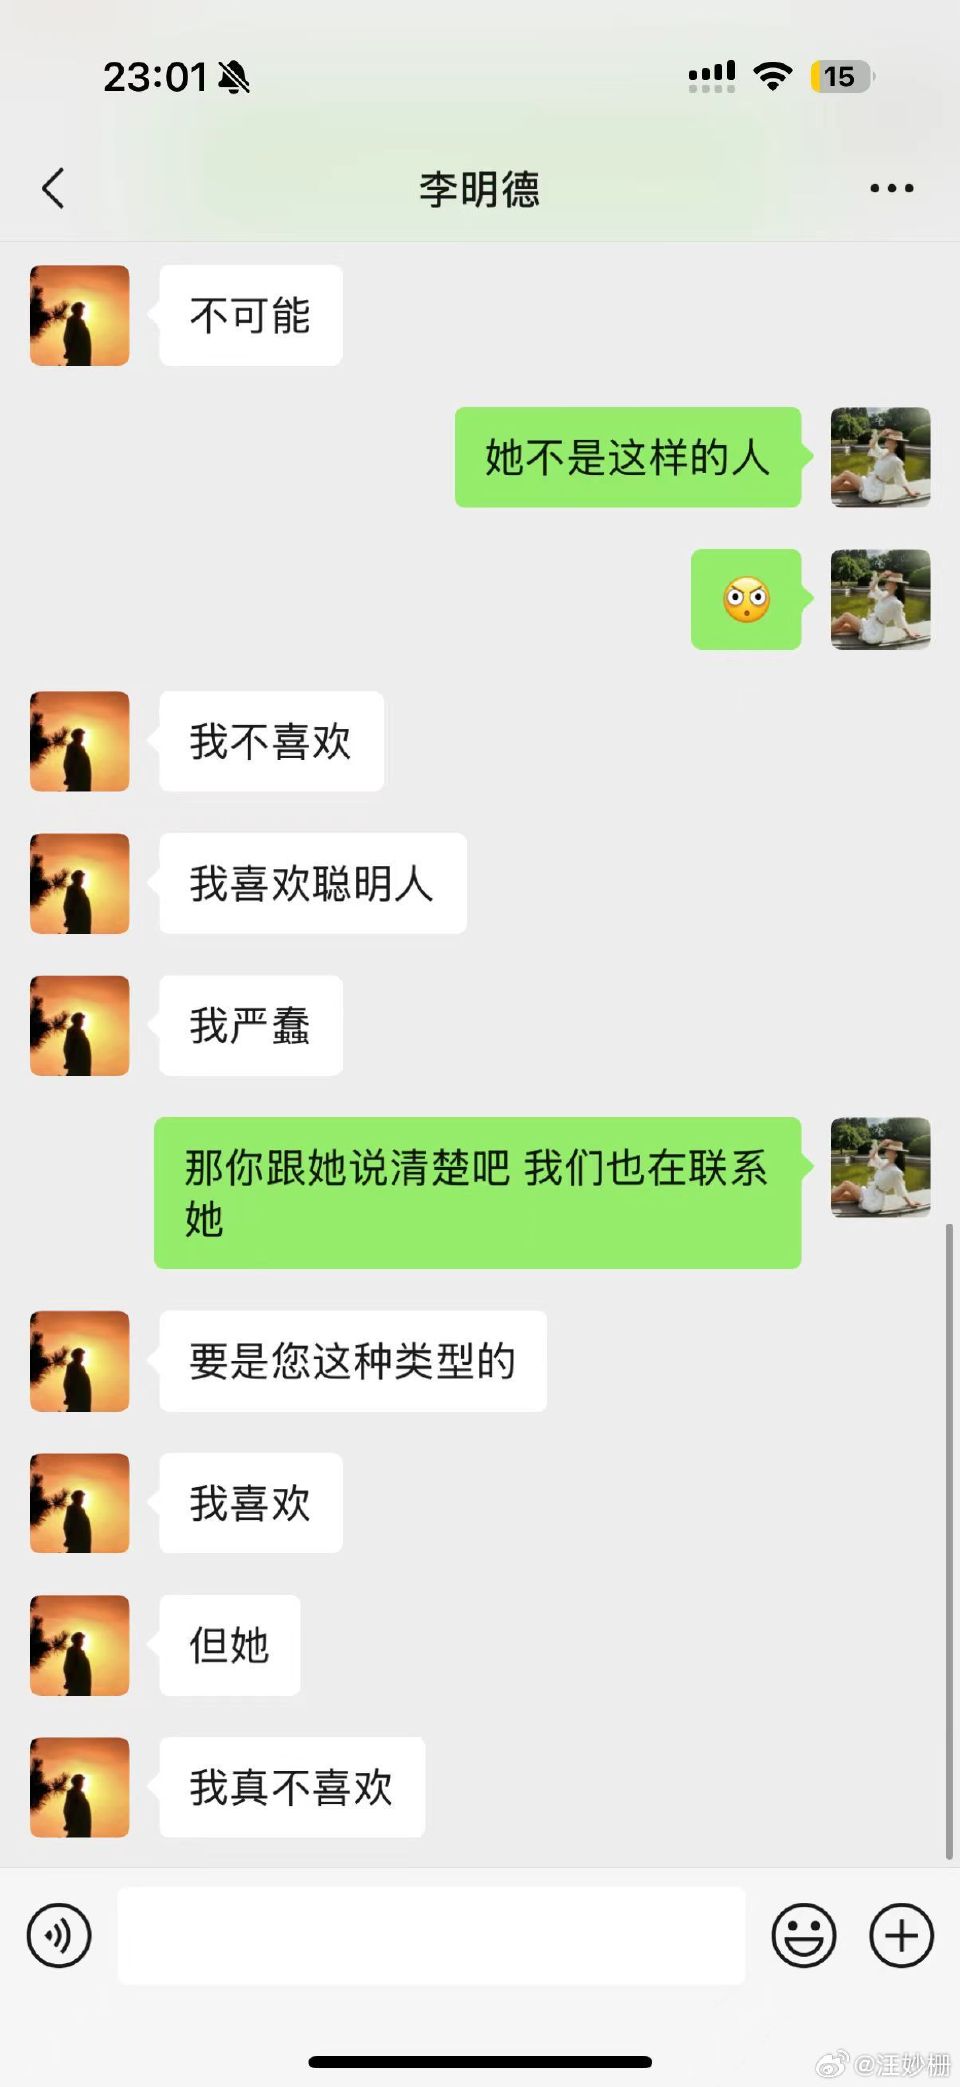 23:01
15
李明德
不可能
她不是这样的人
我不喜欢
我喜欢聪明人
我严蠢
那你跟她说清楚吧 我们也在联系
她
要是您这种类型的
我喜欢
但她
我真不喜欢
@汪妙栅